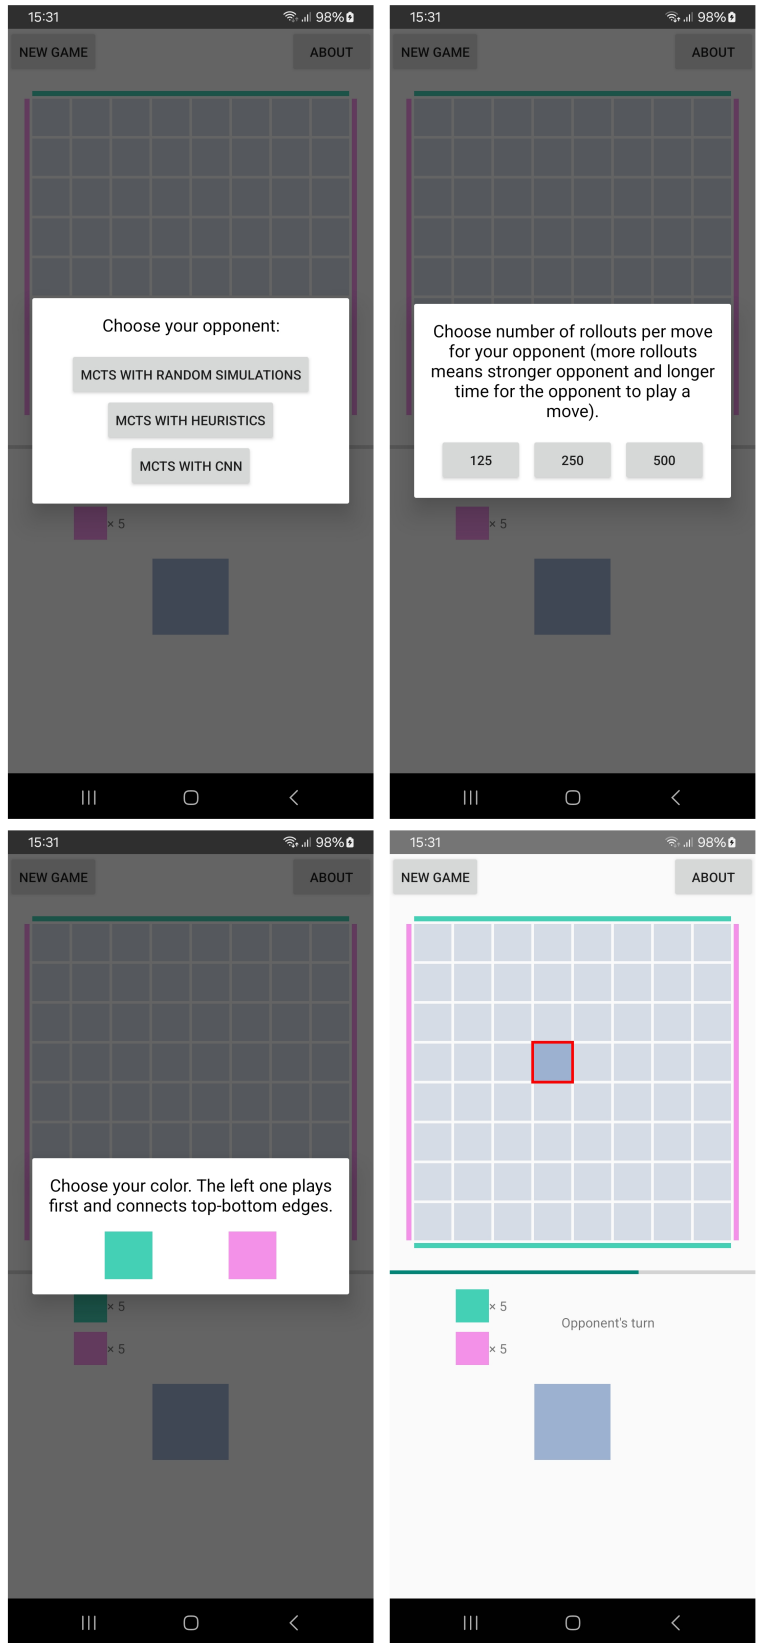 15:31 98%
NEW GAME ABOUT
Choose your opponent:
MCTS WITH RANDOM SIMULATIONS
MCTS WITH HEURISTICS
MCTS WITH CNN
× 5
15:31 98%
NEW GAME ABOUT
Choose number of rollouts per move
for your opponent (more rollouts
means stronger opponent and longer
time for the opponent to play a
move).
125 250 500
× 5
15:31 98%
NEW GAME ABOUT
Choose your color. The left one plays
first and connects top-bottom edges.
× 5
× 5
15:31 98%
NEW GAME ABOUT
× 5
Opponent's turn
× 5